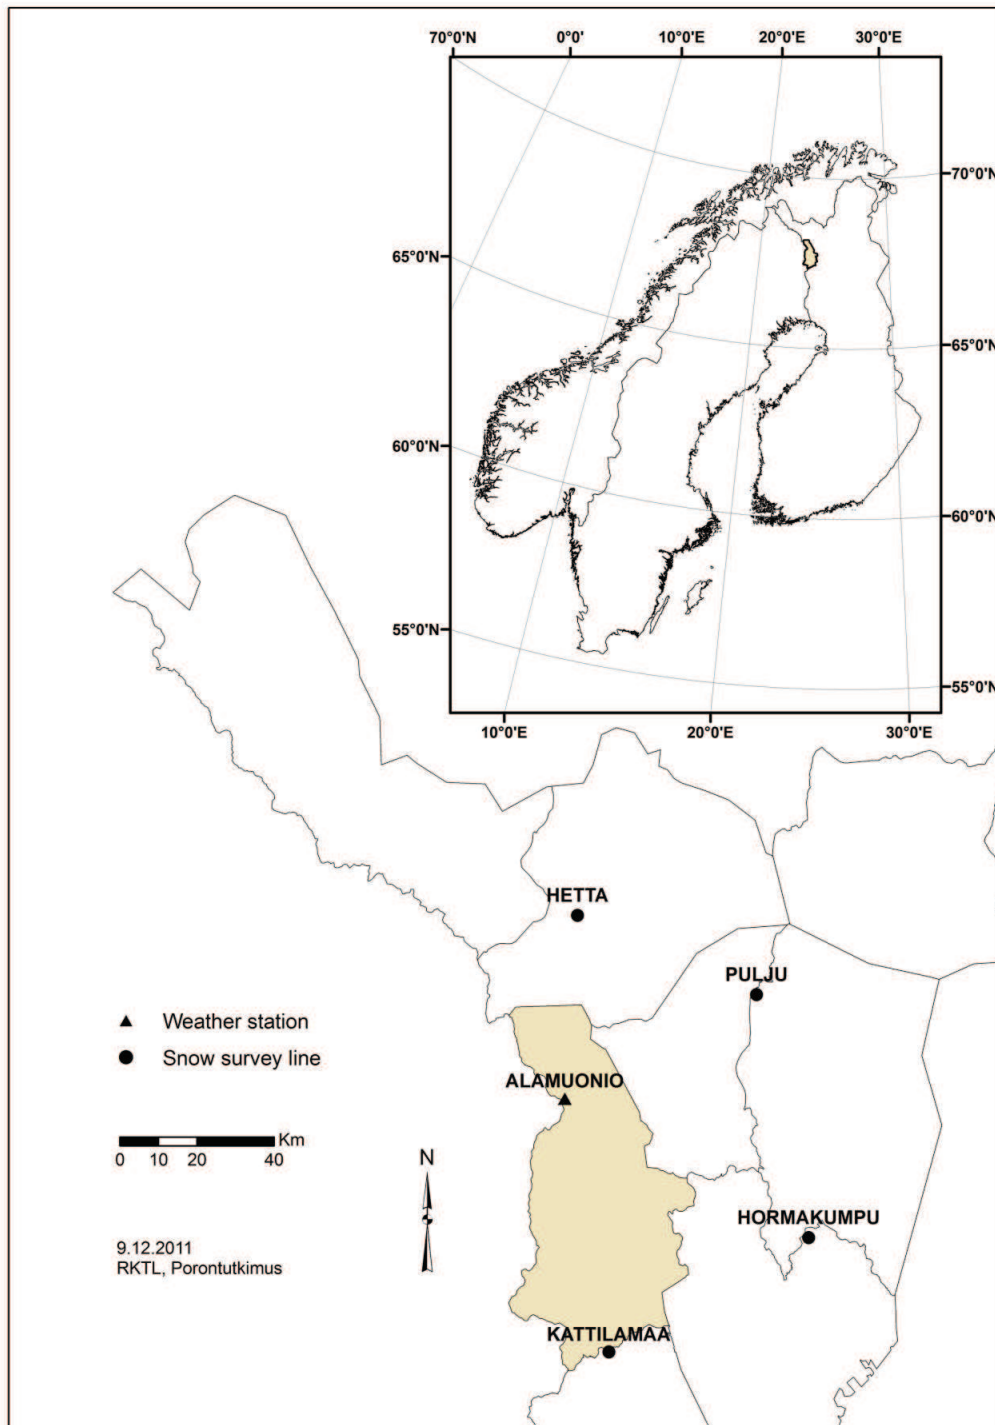 70°0'N 0°0' 10°0'E 20°0'E 30°0'E
70°0'N
65°0'N
65°0'N
60°0'N
60°0'N
55°0'N
55°0'N
10°0'E 20°0'E 30°0'E
HETTA
PULJU
Weather station
Snow survey line
ALAMUONIO
Km
0 10 20 40
N
HORMAKUMPU
9.12.2011
RKTL, Porontutkimus
KATTILAMAA